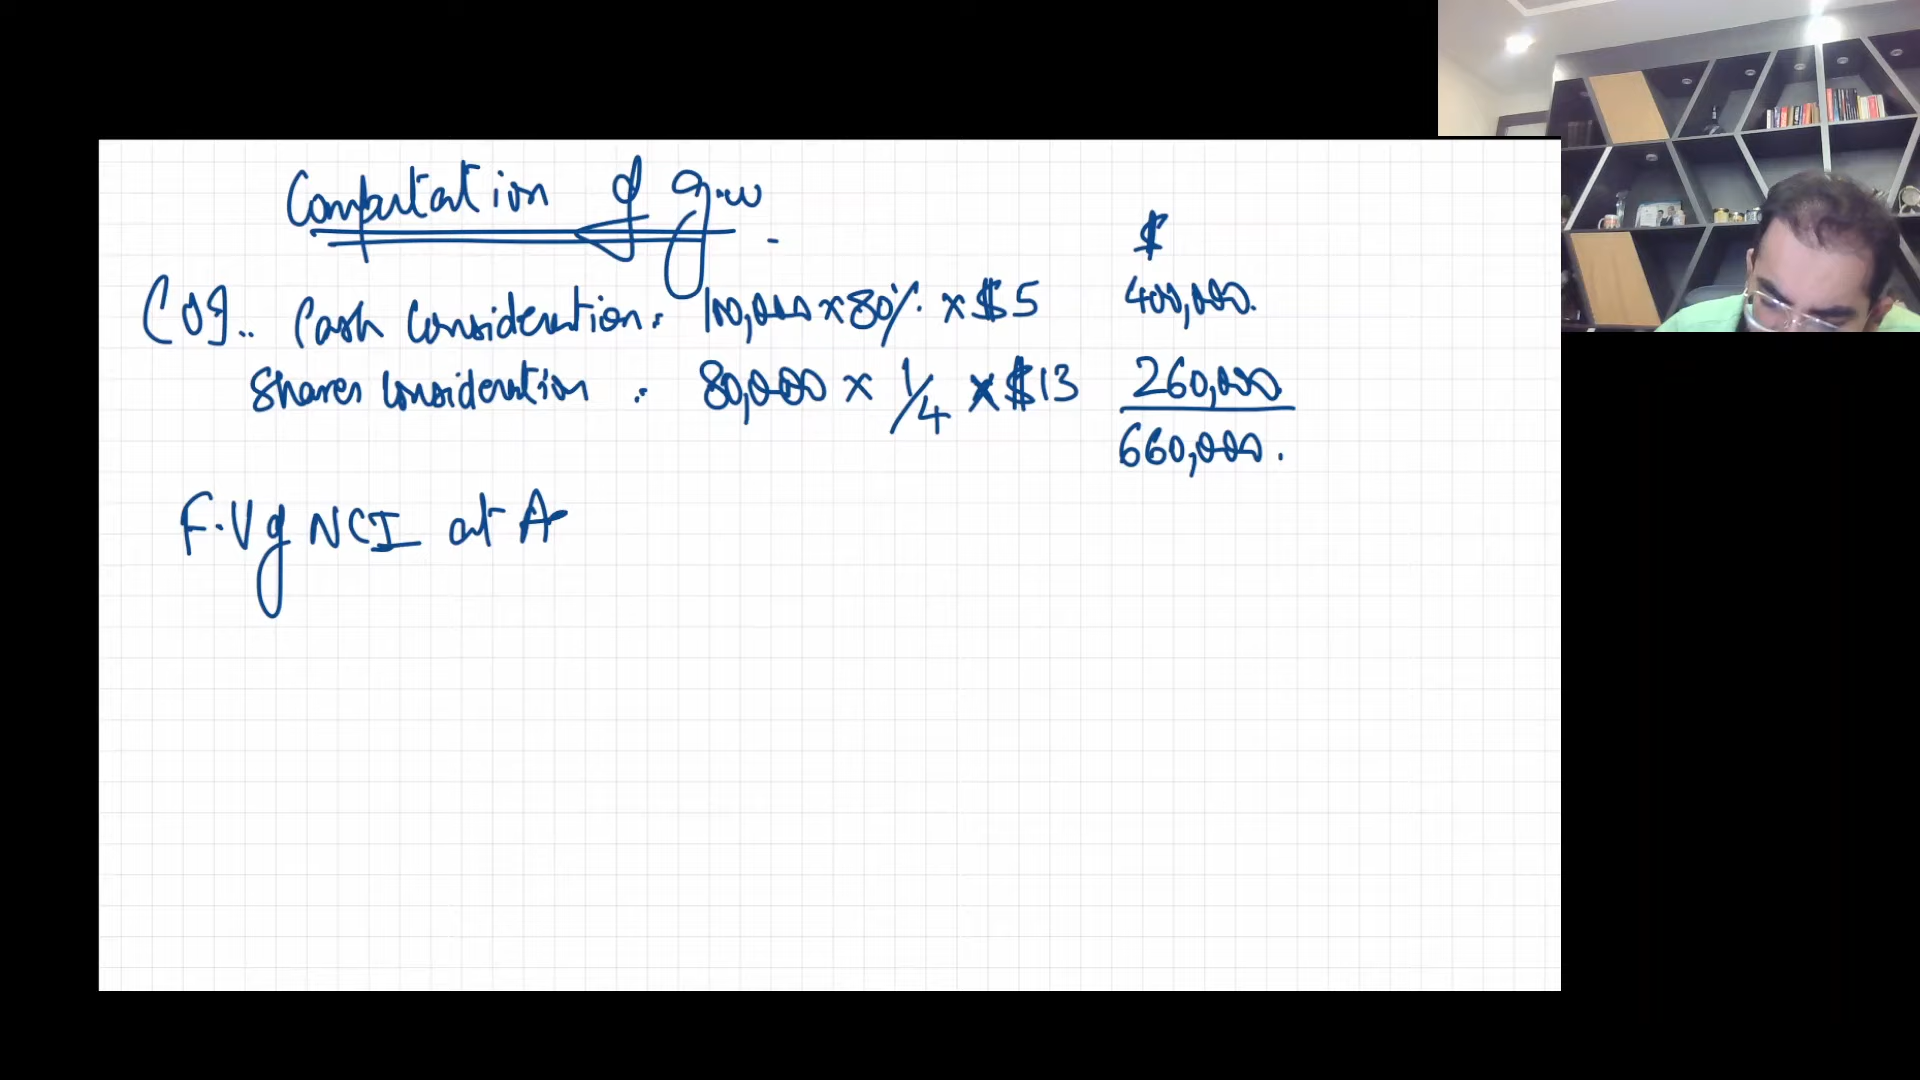 Computation of g.w
$
COI.. Cash Consideration. 100,000 x 80% x $5 400,000.
Shares Consideration . 80,000 x 1/4 x $13 260,000
660,000.
F.V of NCI at A